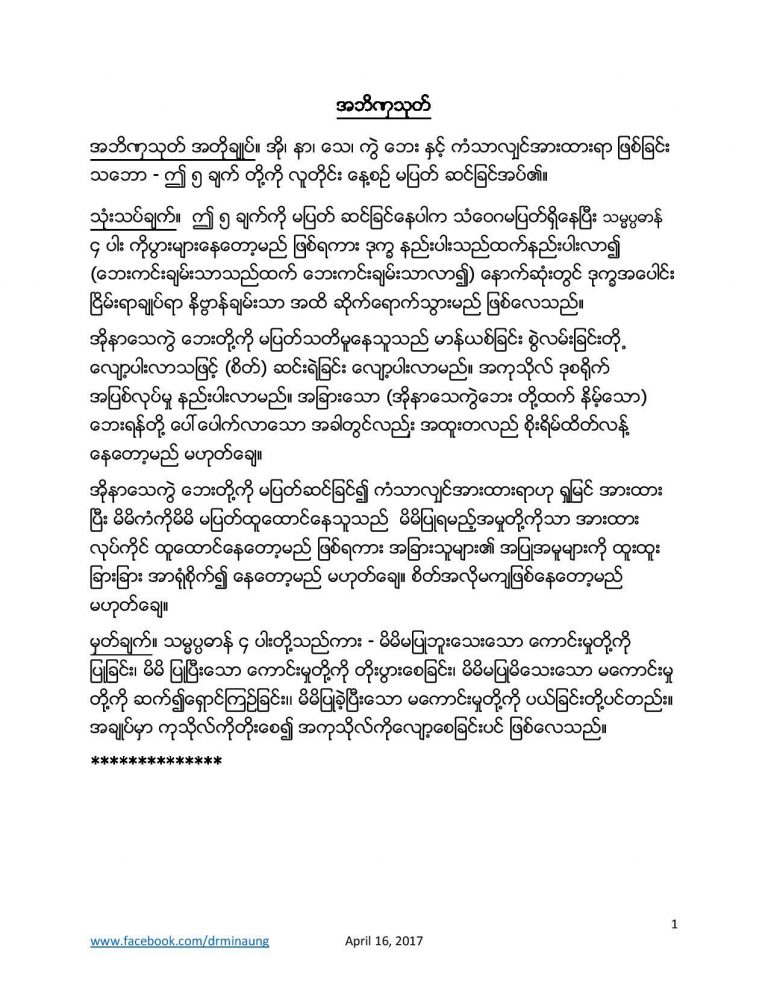 အဘိဏှသုတ်
အဘိဏှသုတ် အတိုချုပ်။ အို၊ နာ၊ သေ၊ ကွဲ ဘေး နှင့် ကံသာလျှင်အားထားရာ ဖြစ်ခြင်း
သဘော - ဤ ၅ ချက် တို့ကို လူတိုင်း နေ့စဉ် မပြတ် ဆင်ခြင်အပ်၏။
သုံးသပ်ချက်။ ဤ ၅ ချက်ကို မပြတ် ဆင်ခြင်နေပါက သံဝေဂမပြတ်ရှိနေပြီး သမ္မပ္ပဓာန်
၄ ပါး ကိုပွားများနေတော့မည် ဖြစ်ရကား ဒုက္ခ နည်းပါးသည်ထက်နည်းပါးလာ၍
(ဘေးကင်းချမ်းသာသည်ထက် ဘေးကင်းချမ်းသာလာ၍) နောက်ဆုံးတွင် ဒုက္ခအပေါင်း
ငြိမ်းရာချုပ်ရာ နိဗ္ဗာန်ချမ်းသာ အထိ ဆိုက်ရောက်သွားမည် ဖြစ်လေသည်။
အိုနာသေကွဲ ဘေးတို့ကို မပြတ်သတိမူနေသူသည် မာန်ယစ်ခြင်း စွဲလမ်းခြင်းတို့
လျော့ပါးလာသဖြင့် (စိတ်) ဆင်းရဲခြင်း လျော့ပါးလာမည်။ အကုသိုလ် ဒုစရိုက်
အပြစ်လုပ်မှု နည်းပါးလာမည်။ အခြားသော (အိုနာသေကွဲဘေး တို့ထက် နိမ့်သော)
ဘေးရန်တို့ ပေါ်ပေါက်လာသော အခါတွင်လည်း အထူးတလည် စိုးရိမ်ထိတ်လန့်
နေတော့မည် မဟုတ်ချေ။
အိုနာသေကွဲ ဘေးတို့ကို မပြတ်ဆင်ခြင်၍ ကံသာလျှင်အားထားရာဟု ရှုမြင် အားထား
ပြီး မိမိကံကိုမိမိ မပြတ်ထူထောင်နေသူသည် မိမိပြုရမည့်အမှုတို့ကိုသာ အားထား
လုပ်ကိုင် ထူထောင်နေတော့မည် ဖြစ်ရကား အခြားသူများ၏ အပြုအမူများကို ထူးထူး
ခြားခြား အာရုံစိုက်၍ နေတော့မည် မဟုတ်ချေ။ စိတ်အလိုမကျဖြစ်နေတော့မည်
မဟုတ်ချေ။
မှတ်ချက်။ သမ္မပ္ပဓာန် ၄ ပါးတို့သည်ကား - မိမိမပြုဘူးသေးသော ကောင်းမှုတို့ကို
ပြုခြင်း၊ မိမိ ပြုပြီးသော ကောင်းမှုတို့ကို တိုးပွားစေခြင်း၊ မိမိမပြုမိသေးသော မကောင်းမှု
တို့ကို ဆက်၍ရှောင်ကြဉ်ခြင်း။ မိမိပြုခဲ့ပြီးသော မကောင်းမှုတို့ကို ပယ်ခြင်းတို့ပင်တည်း။
အချုပ်မှာ ကုသိုလ်ကိုတိုးစေ၍ အကုသိုလ်ကိုလျော့စေခြင်းပင် ဖြစ်လေသည်။
**************
1
www.facebook.com/drminaung April 16, 2017